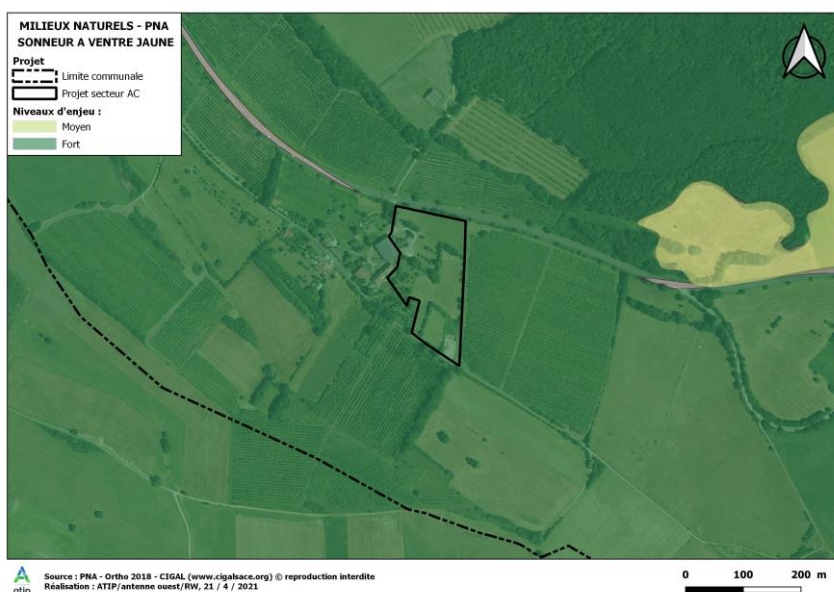 MILIEUX NATURELS - PNA
SONNEUR A VENTRE JAUNE
Projet
Limite communale
Projet secteur AC
Niveaux d'enjeu :
Moyen
Fort
atip
Source : PNA - Ortho 2018 - CIGAL (www.cigalsace.org) © reproduction interdite
Réalisation : ATIP/antenne ouest/RW, 21 / 4 / 2021
0 100 200 m